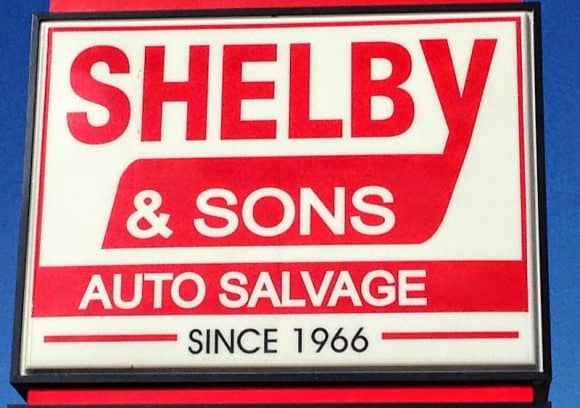 SHELBY
& SONS
AUTO SALVAGE
SINCE 1966